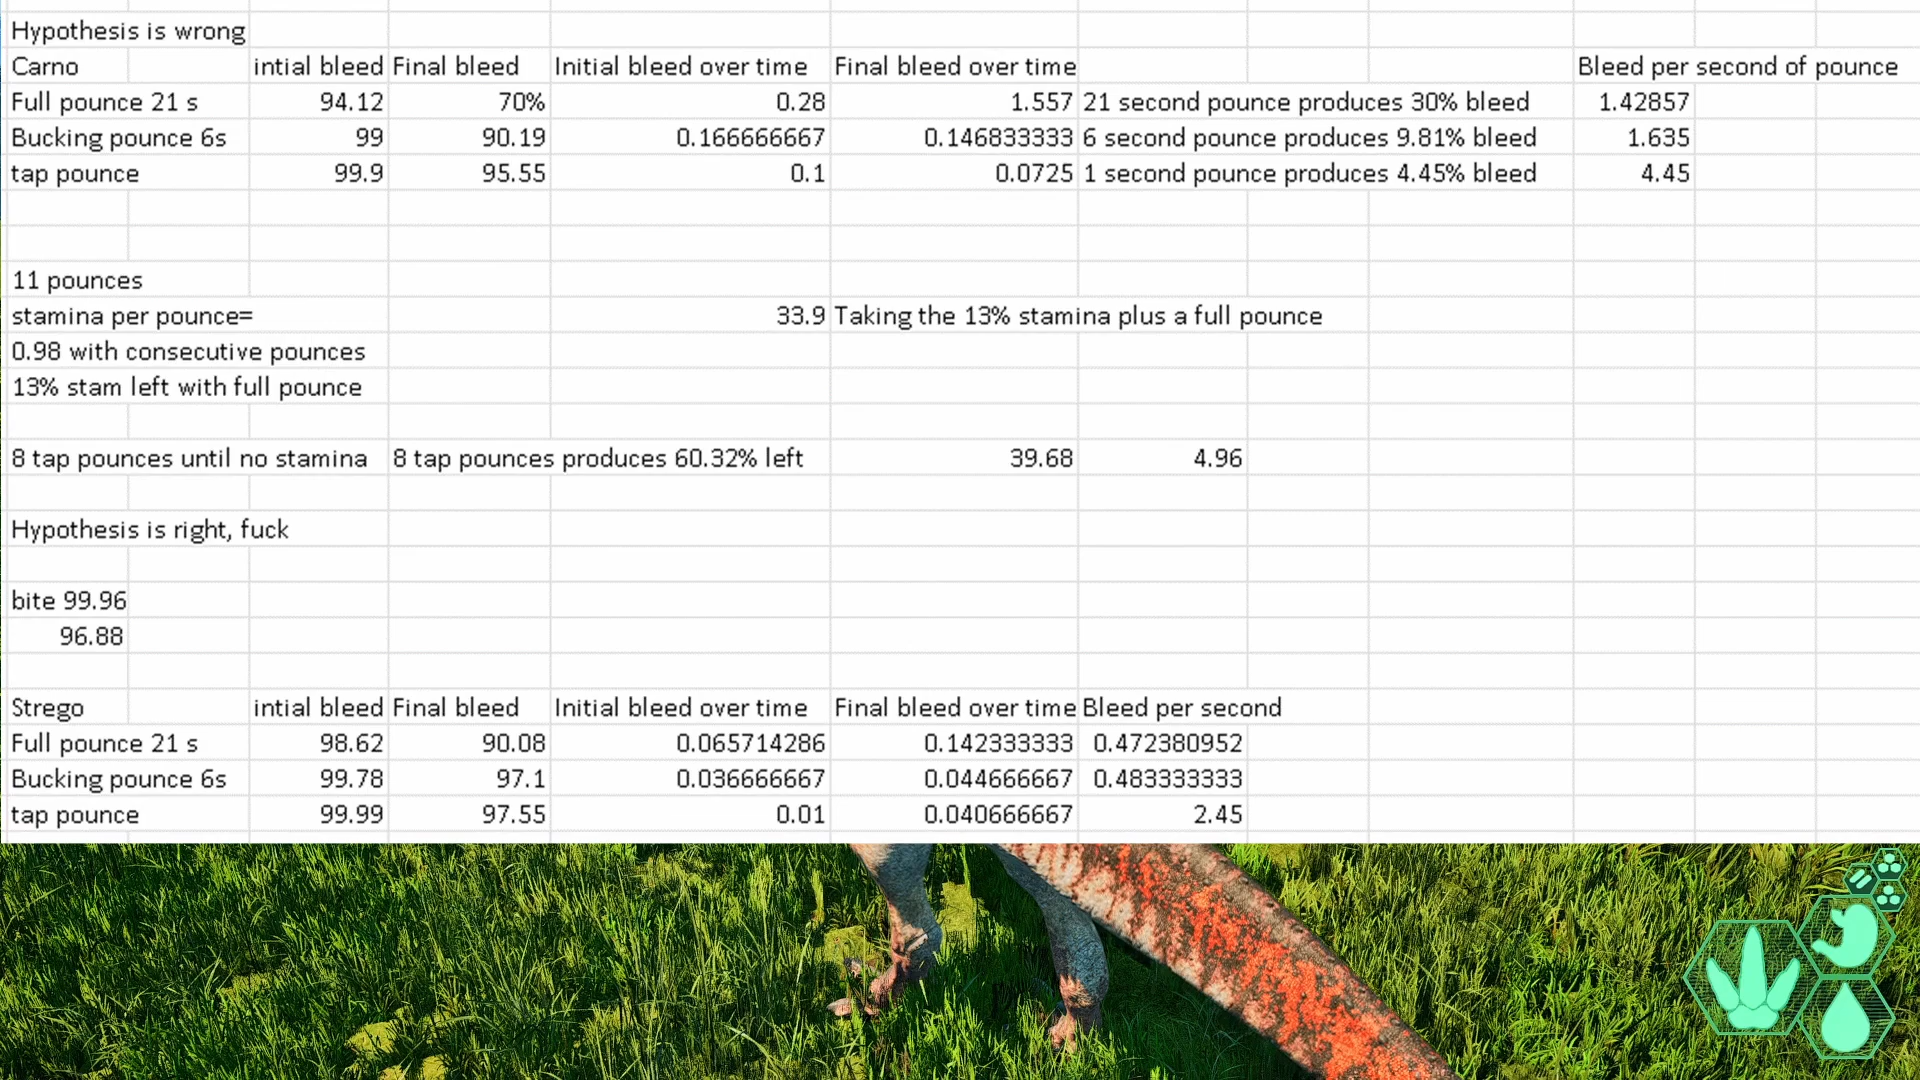 Hypothesis is wrong
Carno intial bleed Final bleed Initial bleed over time Final bleed over time Bleed per second of pounce
Full pounce 21 s 94.12 70% 0.28 1.557 21 second pounce produces 30% bleed 1.42857
Bucking pounce 6s 99 90.19 0.166666667 0.146833333 6 second pounce produces 9.81% bleed 1.635
tap pounce 99.9 95.55 0.1 0.0725 1 second pounce produces 4.45% bleed 4.45
11 pounces
stamina per pounce= 33.9 Taking the 13% stamina plus a full pounce
0.98 with consecutive pounces
13% stam left with full pounce
8 tap pounces until no stamina 8 tap pounces produces 60.32% left 39.68 4.96
Hypothesis is right, fuck
bite 99.96
96.88
Strego intial bleed Final bleed Initial bleed over time Final bleed over time Bleed per second
Full pounce 21 s 98.62 90.08 0.065714286 0.142333333 0.472380952
Bucking pounce 6s 99.78 97.1 0.036666667 0.044666667 0.483333333
tap pounce 99.99 97.55 0.01 0.040666667 2.45